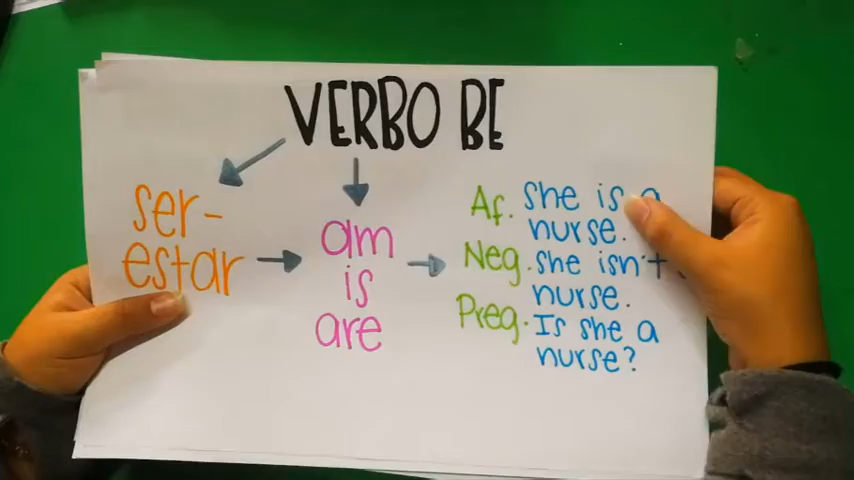 VERBO BE
ser-
estar
am
is
are
Af. She is a
nurse.
Neg. She isn't
nurse.
Preg. Is she a
nurse?